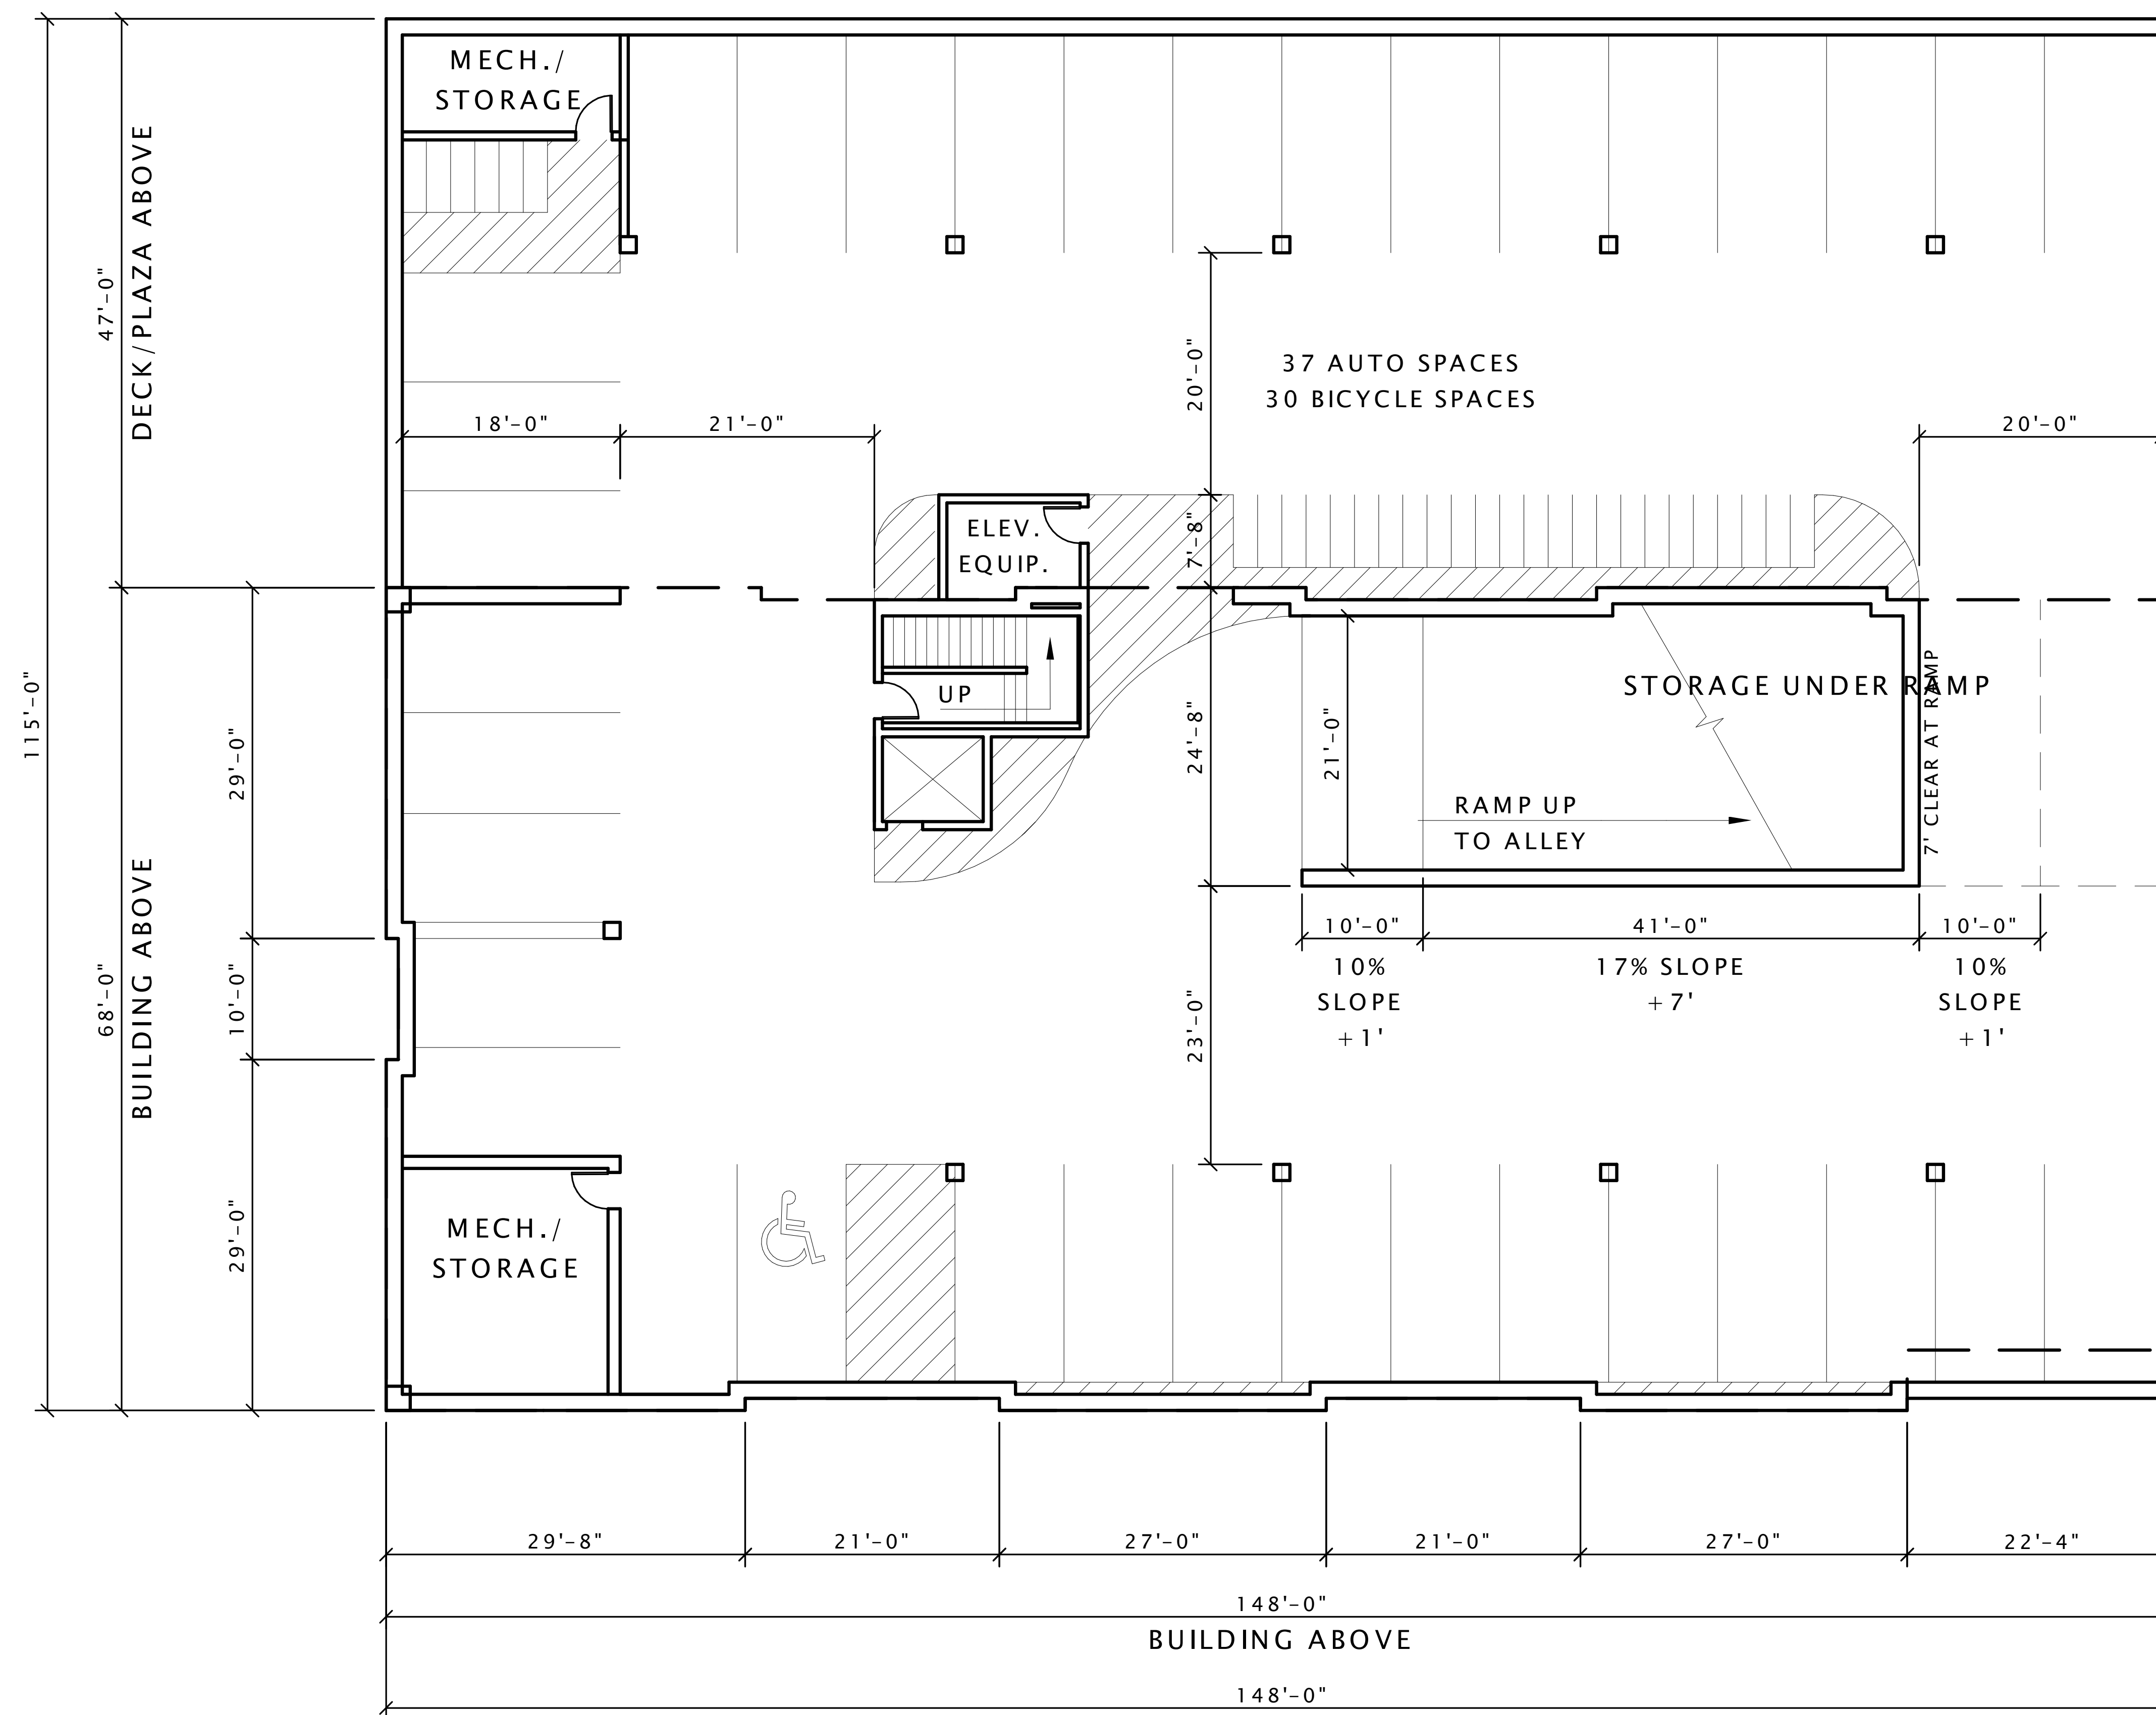 MECH./
STORAGE
DECK/PLAZA ABOVE
47'-0"
115'-0"
37 AUTO SPACES
30 BICYCLE SPACES
20'-0"
18'-0"
21'-0"
20'-0"
ELEV.
EQUIP.
7'-8"
UP
STORAGE UNDER RAMP
7' CLEAR AT RAMP
24'-8"
21'-0"
RAMP UP
TO ALLEY
29'-0"
BUILDING ABOVE
68'-0"
10'-0"
29'-0"
23'-0"
10'-0"
41'-0"
10'-0"
10%
SLOPE
+1'
17% SLOPE
+7'
10%
SLOPE
+1'
MECH./
STORAGE
29'-8"
21'-0"
27'-0"
21'-0"
27'-0"
22'-4"
148'-0"
BUILDING ABOVE
148'-0"